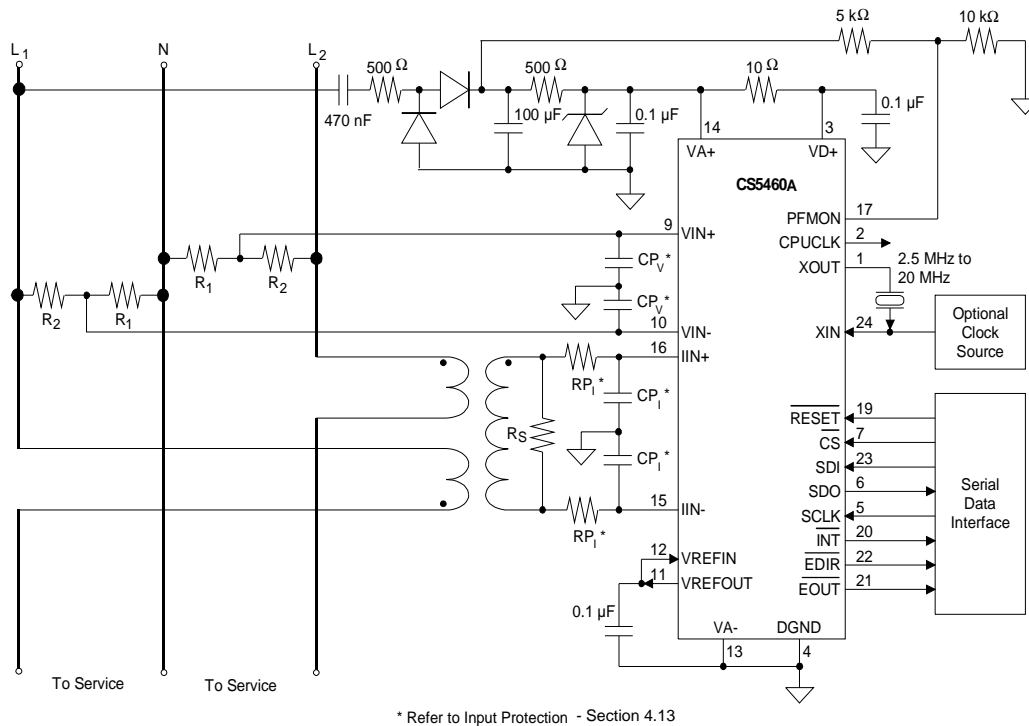 L1 N L2
5 kΩ 10 kΩ
500 Ω 500 Ω 10 Ω
470 nF 100 µF 0.1 µF 0.1 µF
14 3
VA+ VD+
CS5460A
PFMON 17
CPUCLK 2
XOUT 1
2.5 MHz to
20 MHz
XIN 24
Optional
Clock
Source
9 VIN+
R1 R2
CPV*
R2 R1
CPV*
10 VIN-
16 IIN+
RPI*
CPI*
RS
CPI*
15 IIN-
RPI*
RESET 19
CS 7
SDI 23
SDO 6
SCLK 5
INT 20
EDIR 22
EOUT 21
Serial
Data
Interface
12 VREFIN
11 VREFOUT
0.1 µF
VA- DGND
13 4
To Service To Service
* Refer to Input Protection - Section 4.13